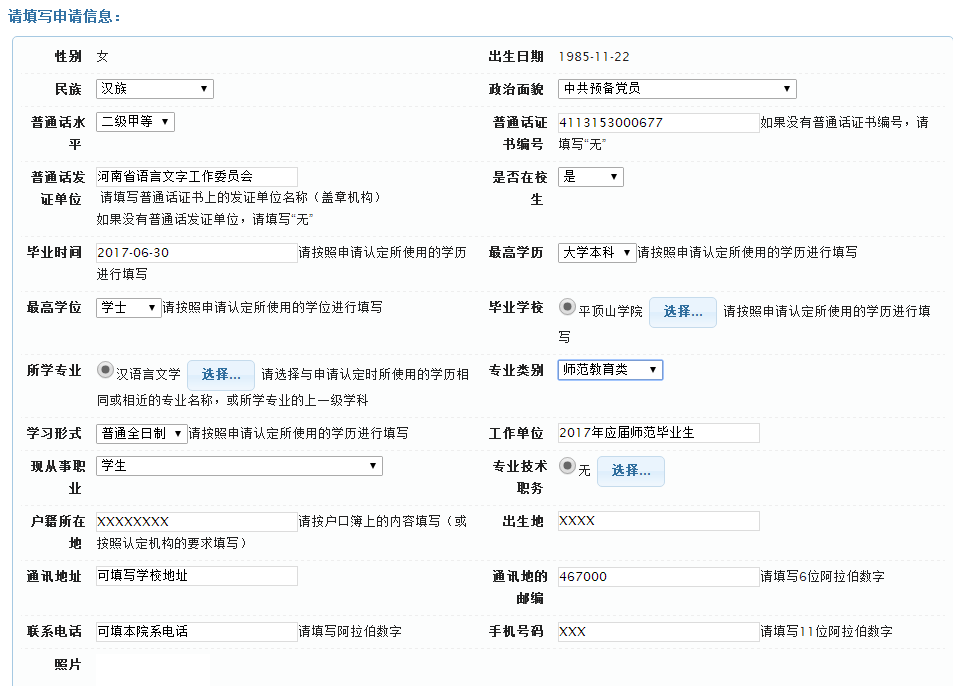 请填写申请信息：
性别 女 出生日期 1985-11-22
民族 汉族 政治面貌 中共预备党员
普通话水 二级甲等 普通话证 4113153000677 如果没有普通话证书编号，请
平 书编号 填写“无”
普通话发 河南省语言文字工作委员会 是否在校 是
证单位 请填写普通话证书上的发证单位名称（盖章机构） 生
如果没有普通话发证单位，请填写“无”
毕业时间 2017-06-30 请按照申请认定所使用的学历 最高学历 大学本科 请按照申请认定所使用的学历进行填写
进行填写
最高学位 学士 请按照申请认定所使用的学位进行填写 毕业学校 平顶山学院 选择... 请按照申请认定所使用的学历进行填
写
所学专业 汉语言文学 选择... 请选择与申请认定时所使用的学历相 专业类别 师范教育类
同或相近的专业名称，或所学专业的上一级学科
学习形式 普通全日制 请按照申请认定所使用的学历进行填写 工作单位 2017年应届师范毕业生
现从事职 学生 专业技术 无 选择...
业 职务
户籍所在 XXXXXXXX 请按户口簿上的内容填写（或 出生地 XXXX
地 按照认定机构的要求填写）
通讯地址 可填写学校地址 通讯地的 467000 请填写6位阿拉伯数字
邮编
联系电话 可填本院系电话 请填写阿拉伯数字 手机号码 XXX 请填写11位阿拉伯数字
照片